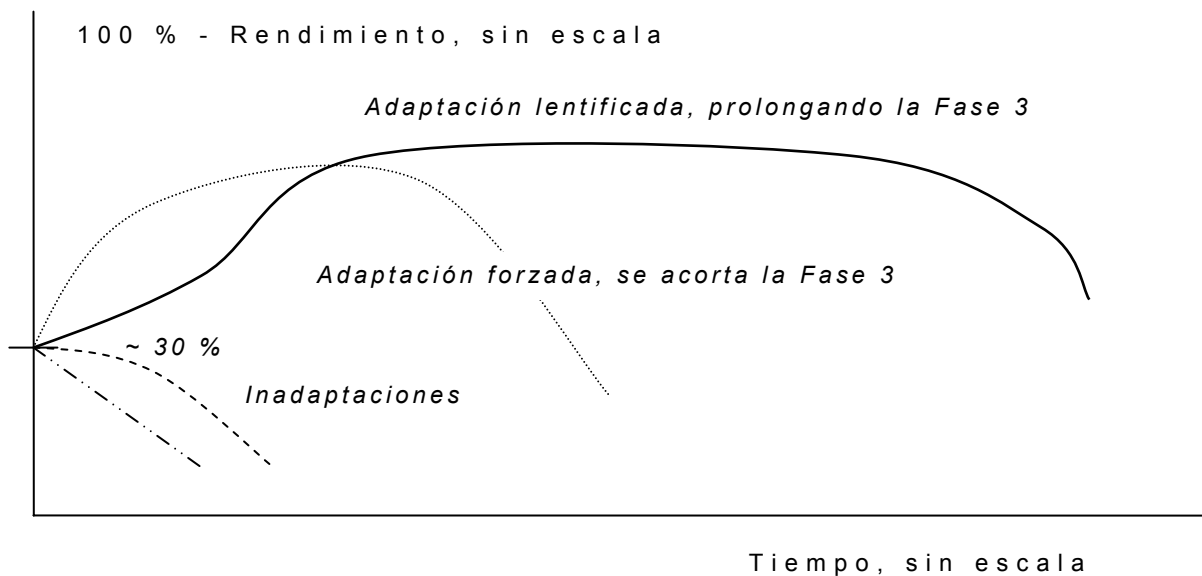 100 % - Rendimiento, sin escala
Adaptación lentificada, prolongando la Fase 3
Adaptación forzada, se acorta la Fase 3
~ 30 %
Inadaptaciones
Tiempo, sin escala